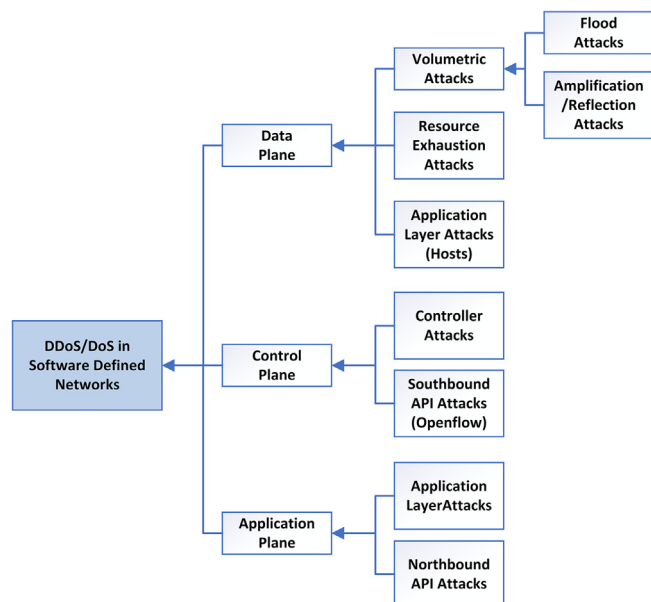 Flood
Attacks
Volumetric
Attacks
Amplification
/Reflection
Attacks
Data
Plane
Resource
Exhaustion
Attacks
Application
Layer Attacks
(Hosts)
DDoS/DoS in
Software Defined
Networks
Control
Plane
Controller
Attacks
Southbound
API Attacks
(Openflow)
Application
Plane
Application
LayerAttacks
Northbound
API Attacks